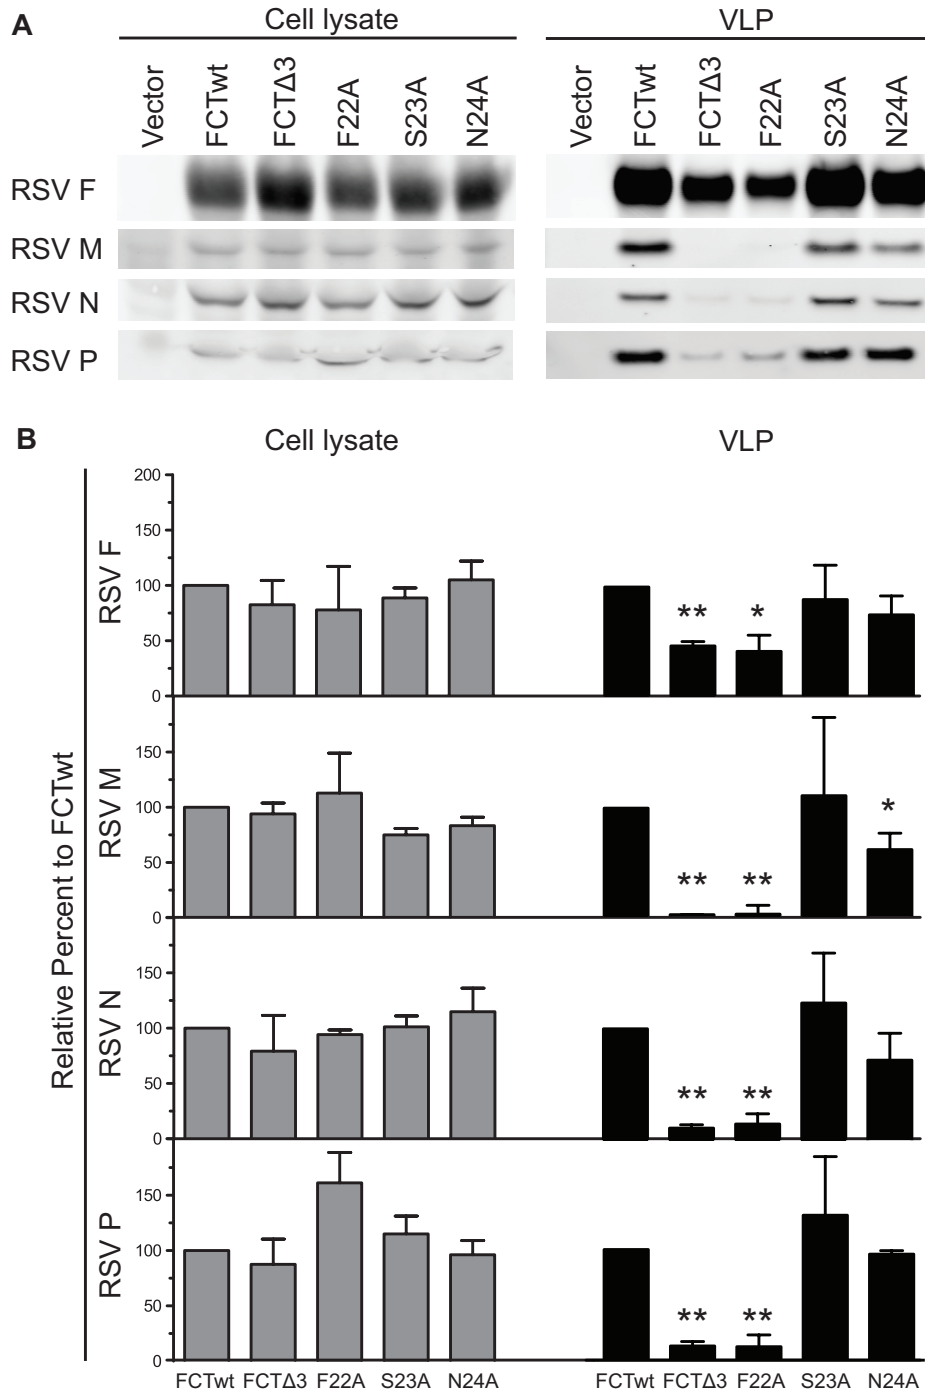 A
Cell lysate
VLP
Vector FCTwt FCTΔ3 F22A S23A N24A
Vector FCTwt FCTΔ3 F22A S23A N24A
RSV F
RSV M
RSV N
RSV P
B
Cell lysate
VLP
Relative Percent to FCTwt
RSV F
200
150
100
50
0
** *
RSV M
150
100
50
0
** ** *
RSV N
150
100
50
0
** **
RSV P
150
100
50
0
** **
FCTwt FCTΔ3 F22A S23A N24A
FCTwt FCTΔ3 F22A S23A N24A